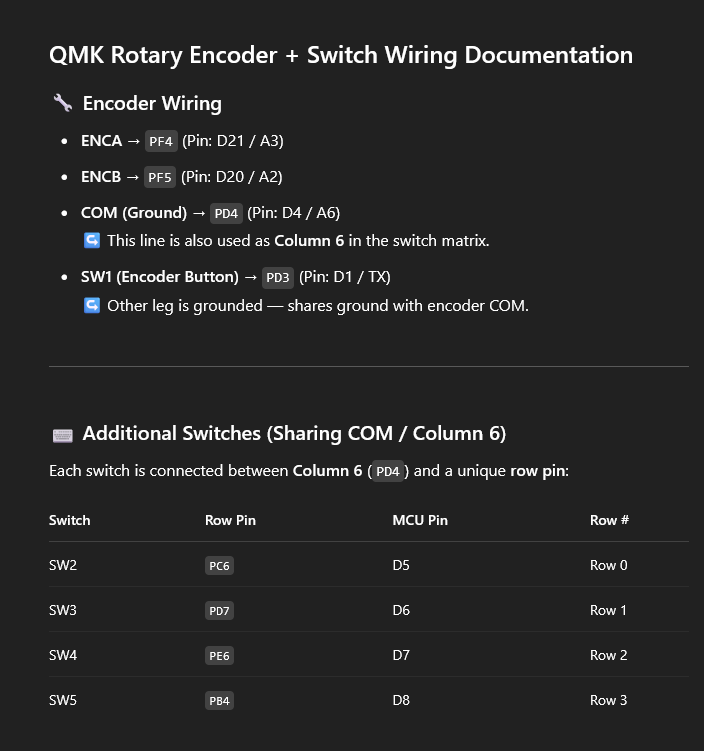 QMK Rotary Encoder + Switch Wiring Documentation
🔧 Encoder Wiring
• ENCA → PF4 (Pin: D21 / A3)
• ENCB → PF5 (Pin: D20 / A2)
• COM (Ground) → PD4 (Pin: D4 / A6)
↪️ This line is also used as Column 6 in the switch matrix.
• SW1 (Encoder Button) → PD3 (Pin: D1 / TX)
↪️ Other leg is grounded — shares ground with encoder COM.
⌨️ Additional Switches (Sharing COM / Column 6)
Each switch is connected between Column 6 (PD4) and a unique row pin:
Switch Row Pin MCU Pin Row #
SW2 PC6 D5 Row 0
SW3 PD7 D6 Row 1
SW4 PE6 D7 Row 2
SW5 PB4 D8 Row 3